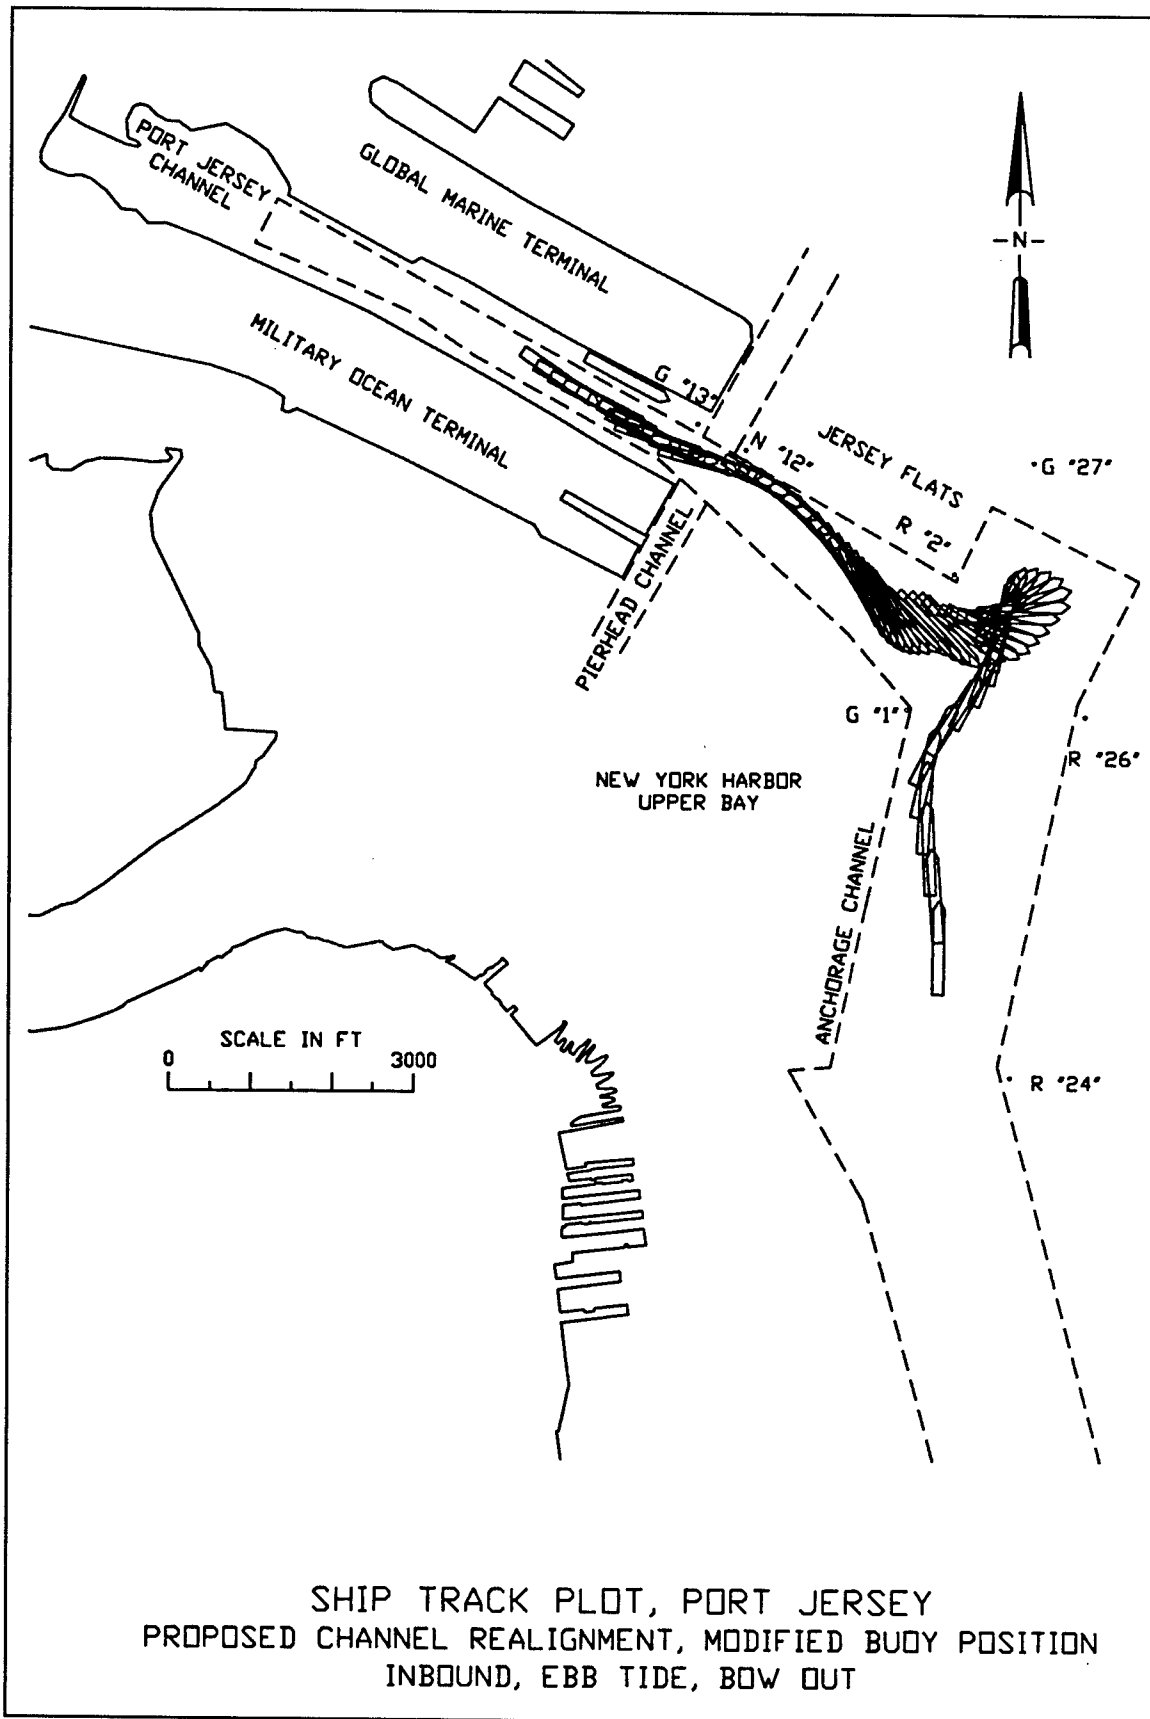 PORT JERSEY
CHANNEL
GLOBAL MARINE TERMINAL
-N-
MILITARY OCEAN TERMINAL
G "13"
N "12"
JERSEY FLATS
G "27"
R "2"
PIERHEAD CHANNEL
G "1"
R "26"
NEW YORK HARBOR
UPPER BAY
ANCHORAGE CHANNEL
SCALE IN FT
0 3000
R "24"
SHIP TRACK PLOT, PORT JERSEY
PROPOSED CHANNEL REALIGNMENT, MODIFIED BUOY POSITION
INBOUND, EBB TIDE, BOW OUT